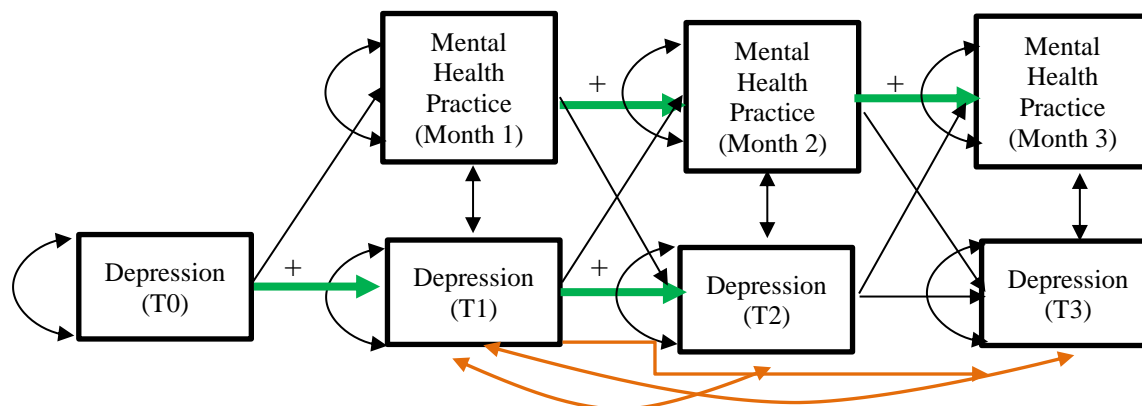 Mental
Health
Practice
(Month 1)
+
Mental
Health
Practice
(Month 2)
+
Mental
Health
Practice
(Month 3)
Depression
(T0)
+
Depression
(T1)
+
Depression
(T2)
Depression
(T3)